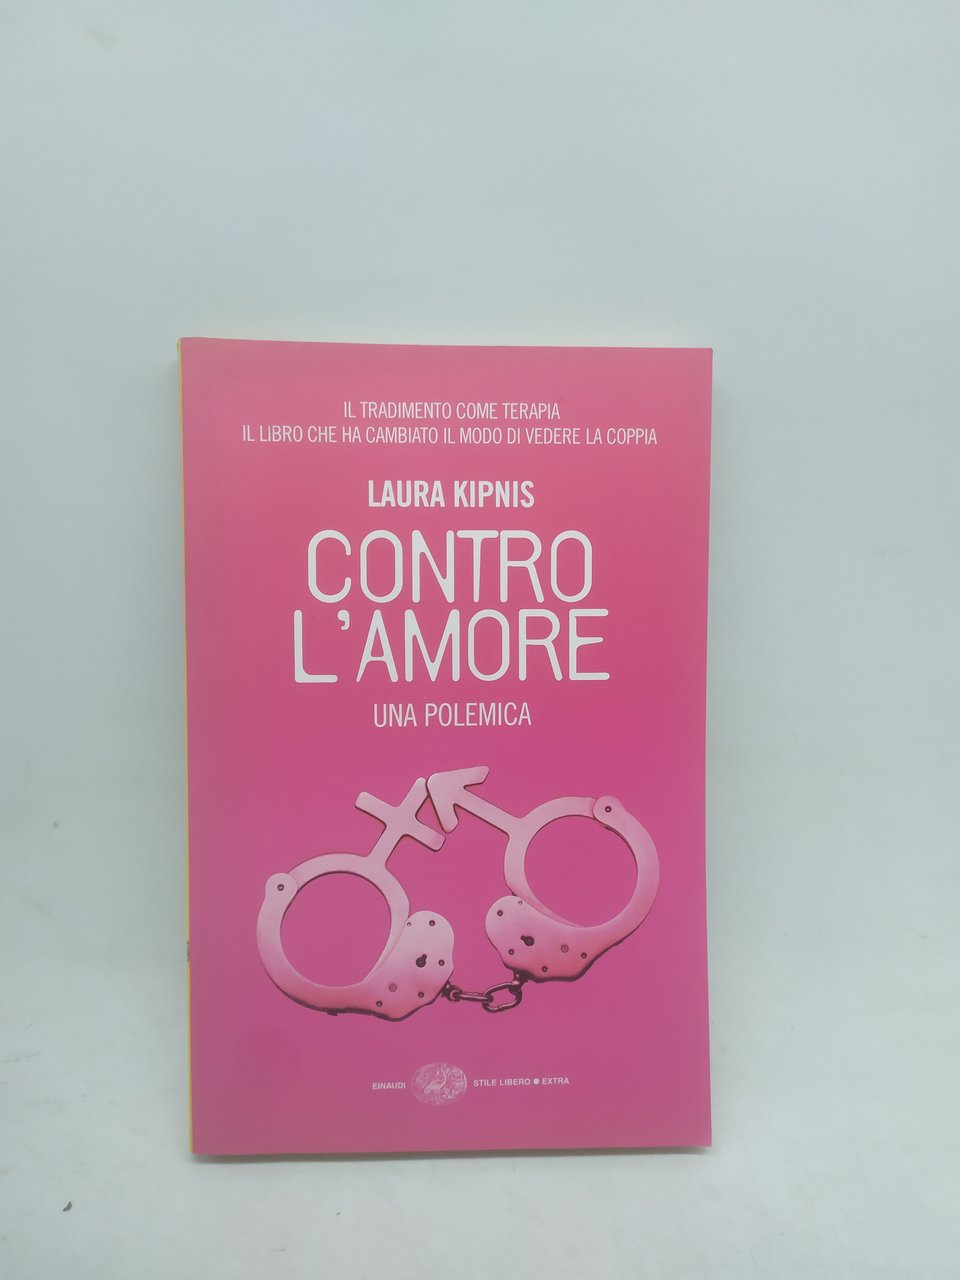 IL TRADIMENTO COME TERAPIA
IL LIBRO CHE HA CAMBIATO IL MODO DI VEDERE LA COPPIA
LAURA KIPNIS
CONTRO
L'AMORE
UNA POLEMICA
EINAUDI STILE LIBERO ● EXTRA